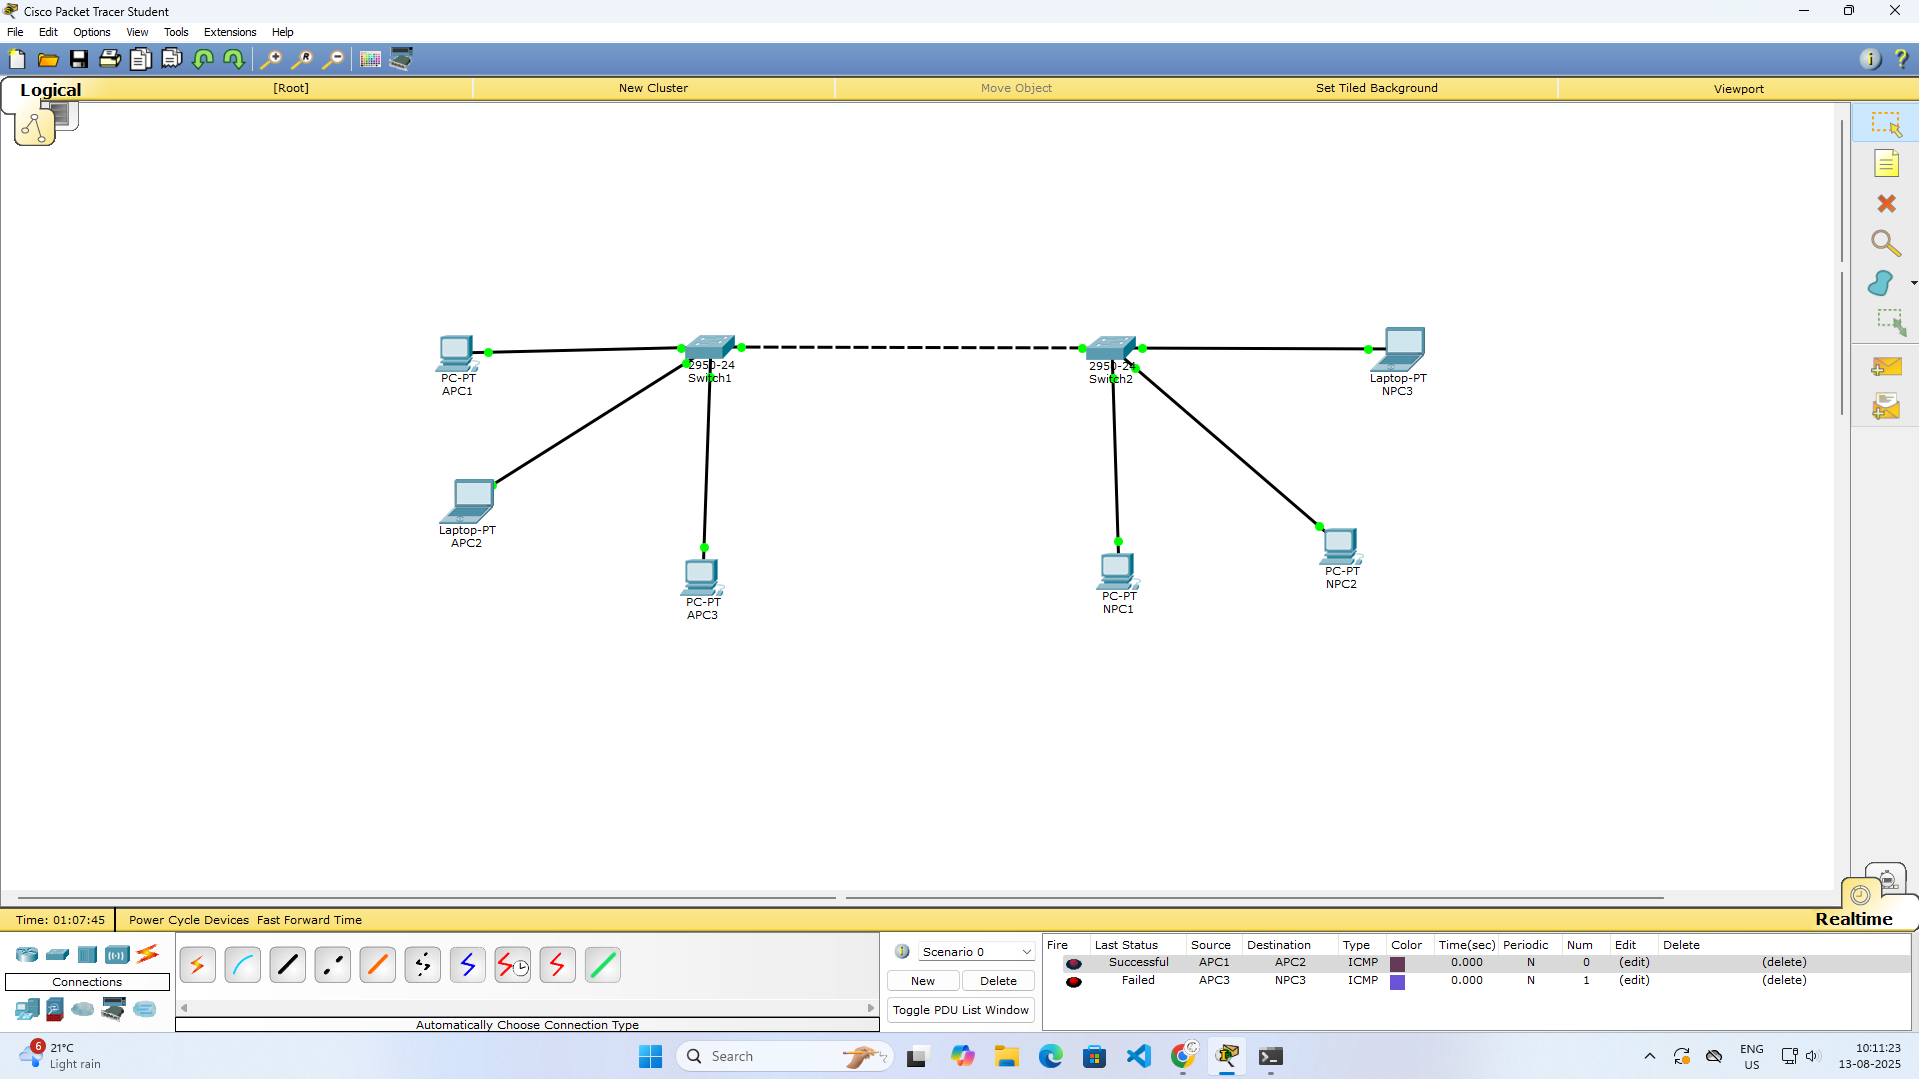 Cisco Packet Tracer Student
File Edit Options View Tools Extensions Help
Logical [Root] New Cluster Move Object Set Tiled Background Viewport
PC-PT
APC1
2950-24
Switch1
2950-24
Switch2
Laptop-PT
NPC3
Laptop-PT
APC2
PC-PT
APC3
PC-PT
NPC1
PC-PT
NPC2
Realtime
Time: 01:07:45 Power Cycle Devices Fast Forward Time
Connections
Automatically Choose Connection Type
Scenario 0
New Delete
Toggle PDU List Window
Fire Last Status Source Destination Type Color Time(sec) Periodic Num Edit Delete
Successful APC1 APC2 ICMP 0.000 N 0 (edit) (delete)
Failed APC3 NPC3 ICMP 0.000 N 1 (edit) (delete)
6
21°C
Light rain
Search
ENG
US
10:11:23
13-08-2025